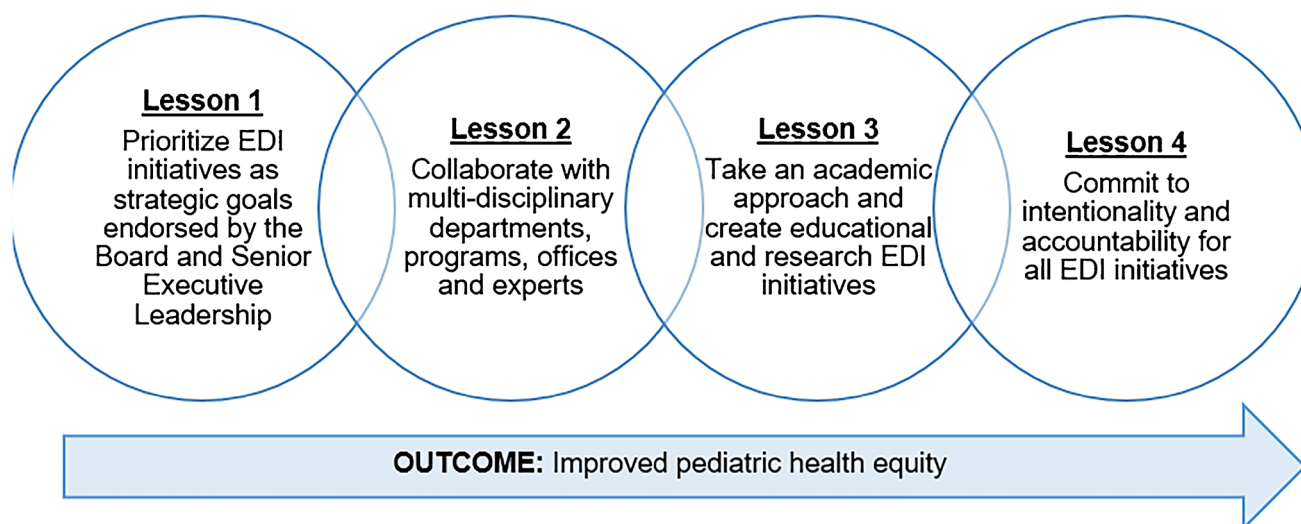 Lesson 1
Prioritize EDI
initiatives as
strategic goals
endorsed by the
Board and Senior
Executive
Leadership
Lesson 2
Collaborate with
multi-disciplinary
departments,
programs, offices
and experts
Lesson 3
Take an academic
approach and
create educational
and research EDI
initiatives
Lesson 4
Commit to
intentionality and
accountability for
all EDI initiatives
OUTCOME: Improved pediatric health equity